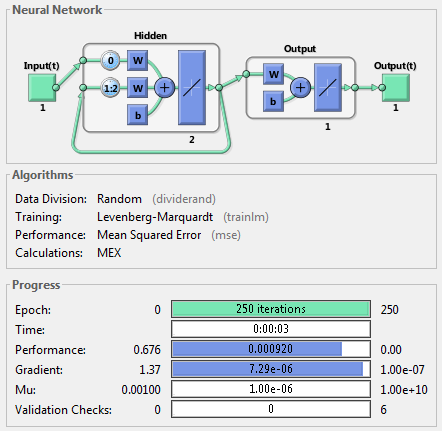 Neural Network
Hidden
Output
Input(t)
0
W
1:2
W
b
+
W
b
+
Output(t)
1
2
1
1
Algorithms
Data Division: Random (dividerand)
Training: Levenberg-Marquardt (trainlm)
Performance: Mean Squared Error (mse)
Calculations: MEX
Progress
Epoch: 0 250 iterations 250
Time: 0:00:03
Performance: 0.676 0.000920 0.00
Gradient: 1.37 7.29e-06 1.00e-07
Mu: 0.00100 1.00e-06 1.00e+10
Validation Checks: 0 0 6